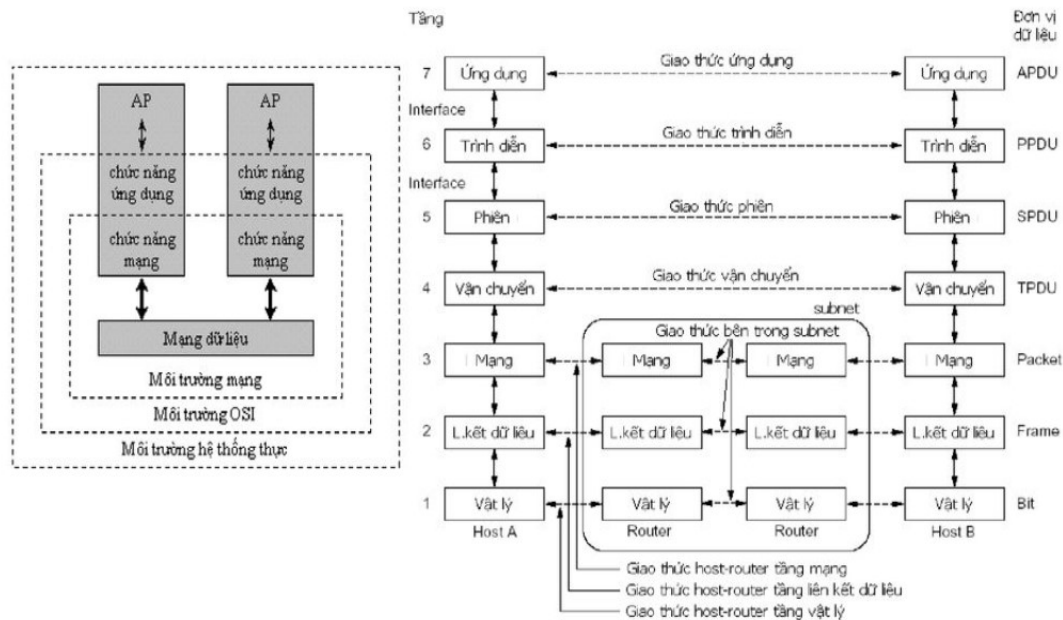 AP
AP
chức năng
ứng dụng
chức năng
ứng dụng
chức năng
mạng
chức năng
mạng
Mạng dữ liệu
Môi trường mạng
Môi trường OSI
Môi trường hệ thống thực
Tầng
Đơn vị
dữ liệu
7
Ứng dụng
Giao thức ứng dụng
Ứng dụng
APDU
Interface
6
Trình diễn
Giao thức trình diễn
Trình diễn
PPDU
Interface
5
Phiên
Giao thức phiên
Phiên
SPDU
4
Vận chuyển
Giao thức vận chuyển
Vận chuyển
TPDU
subnet
Giao thức bên trong subnet
3
Mạng
Mạng
Mạng
Mạng
Packet
2
L.kết dữ liệu
L.kết dữ liệu
L.kết dữ liệu
L.kết dữ liệu
Frame
1
Vật lý
Vật lý
Vật lý
Vật lý
Bit
Host A
Router
Router
Host B
Giao thức host-router tầng mạng
Giao thức host-router tầng liên kết dữ liệu
Giao thức host-router tầng vật lý